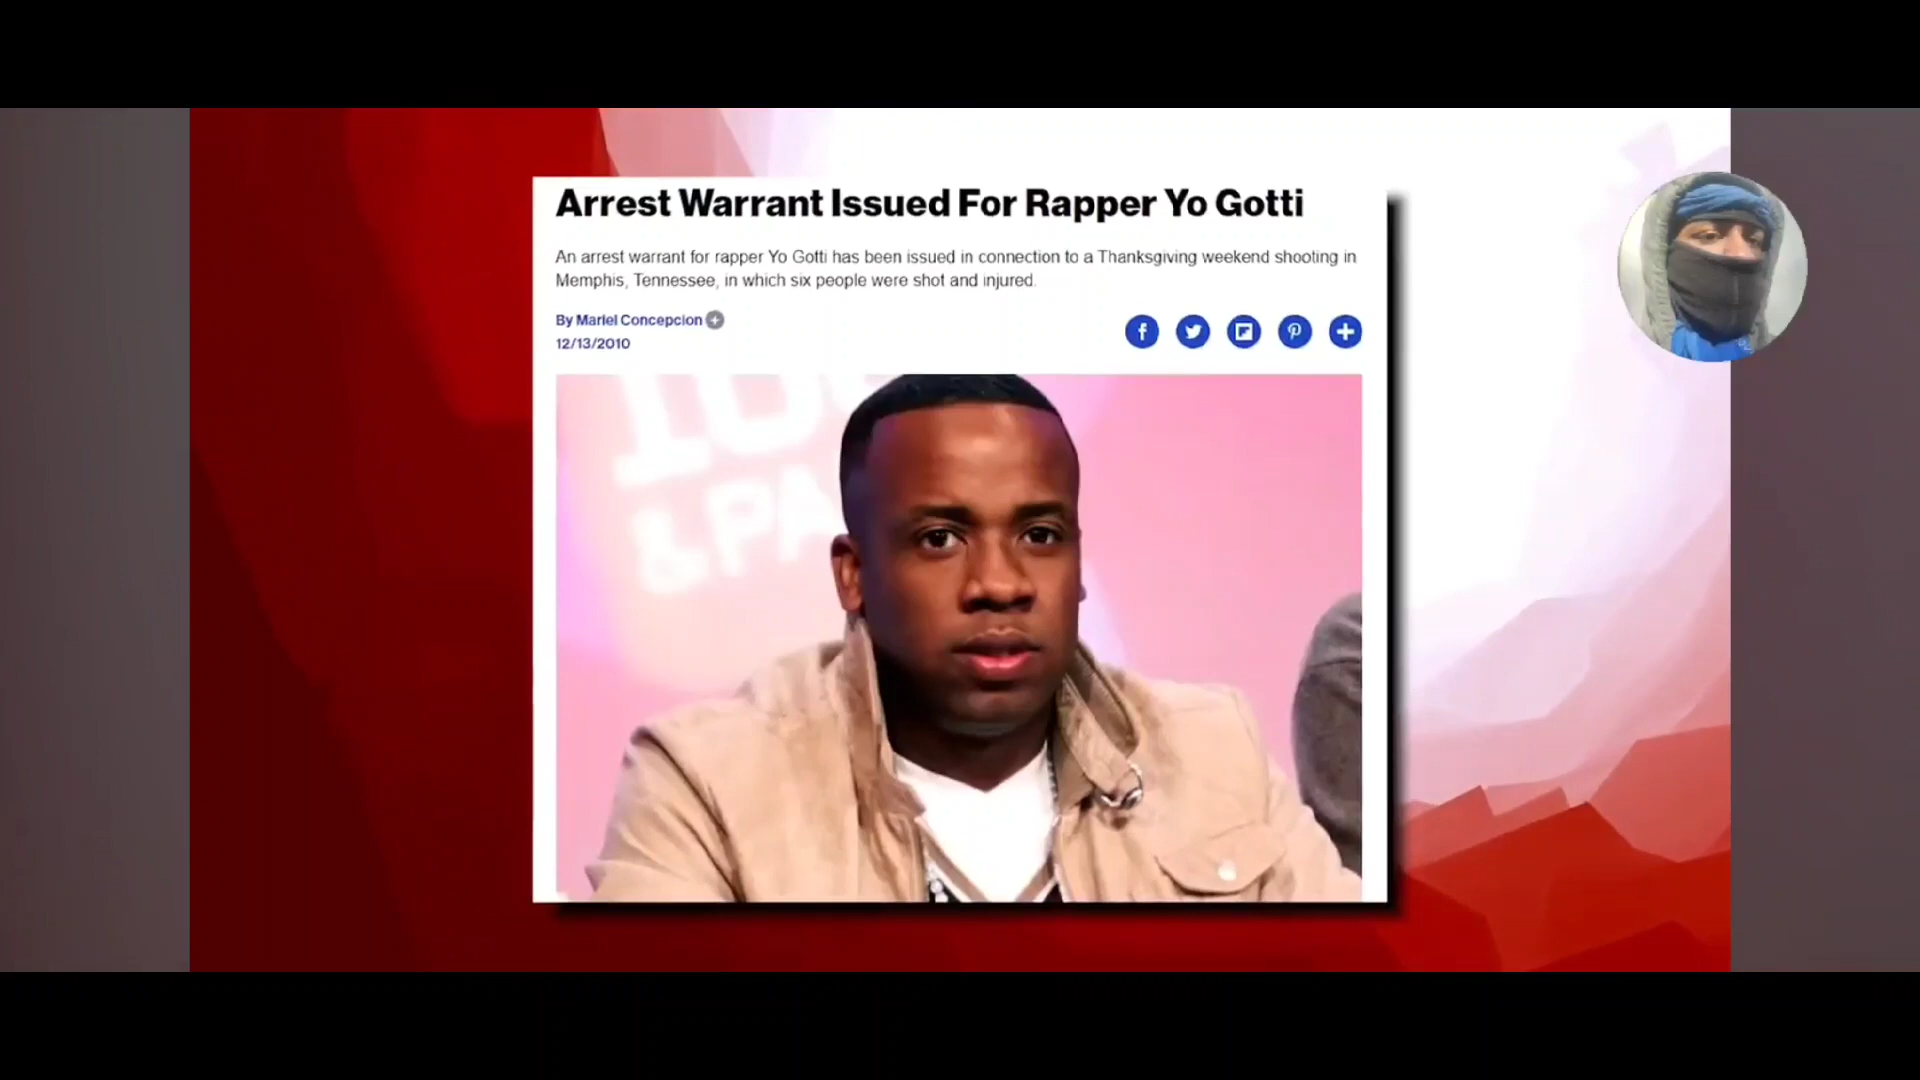 Arrest Warrant Issued For Rapper Yo Gotti
An arrest warrant for rapper Yo Gotti has been issued in connection to a Thanksgiving weekend shooting in
Memphis, Tennessee, in which six people were shot and injured.
By Mariel Concepcion
12/13/2010
& PA